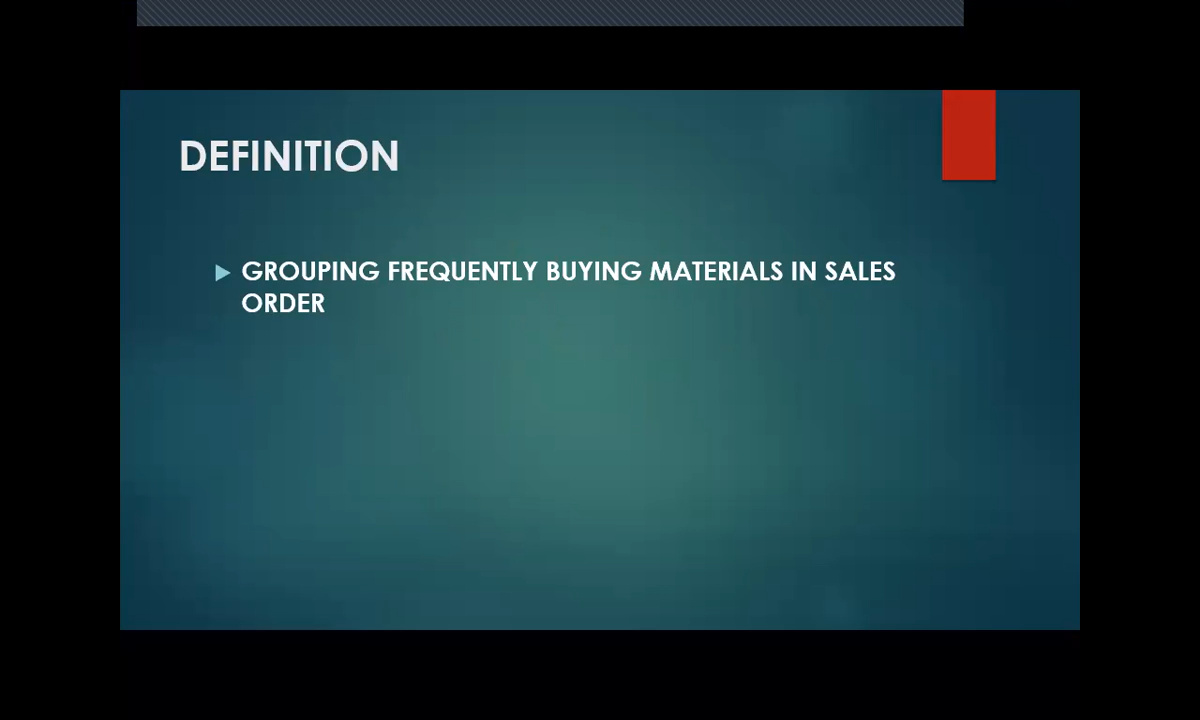 DEFINITION
GROUPING FREQUENTLY BUYING MATERIALS IN SALES
ORDER